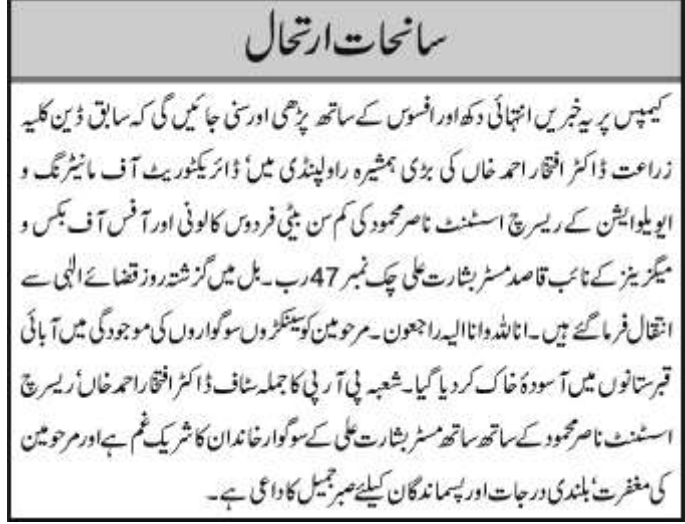 سانحات ارتحال
کیمپس پر یہ خبریں انتہائی دکھ اور افسوس کے ساتھ پڑھی اور سنی جائیں گی کہ سابق ڈین کلیہ
زراعت ڈاکٹر افتخار احمد خاں کی بڑی ہمشیرہ راولپنڈی میں' ڈائریکٹوریٹ آف مانیٹرنگ و
ایویلوایشن کے ریسرچ اسسٹنٹ ناصر محمود کی کم سن بیٹی فردوس کالونی اور آفس آف بکس و
میگزینز کے نائب قاصد مسٹر بشارت علی چک نمبر 47 رب۔ بل میں گزشتہ روز قضائے الٰہی سے
انتقال فرما گئے ہیں۔ انا للہ وانا الیہ راجعون۔ مرحومین کو سینکڑوں سوگواروں کی موجودگی میں آبائی
قبرستانوں میں آسودۂ خاک کر دیا گیا۔ شعبہ پی آر پی کا جملہ سٹاف ڈاکٹر افتخار احمد خاں' ریسرچ
اسسٹنٹ ناصر محمود کے ساتھ ساتھ مسٹر بشارت علی کے سوگوار خاندان کا شریک غم ہے اور مرحومین
کی مغفرت' بلندی درجات اور پسماندگان کیلئے صبر جمیل کا داعی ہے۔